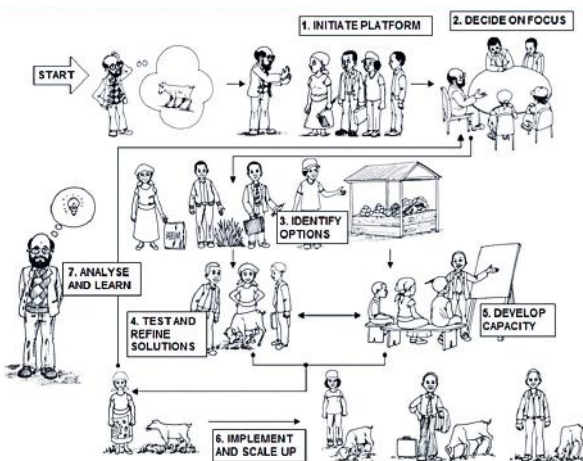 START
1. INITIATE PLATFORM
2. DECIDE ON FOCUS
3. IDENTIFY
OPTIONS
4. TEST AND
REFINE
SOLUTIONS
5. DEVELOP
CAPACITY
6. IMPLEMENT
AND SCALE UP
7. ANALYSE
AND LEARN